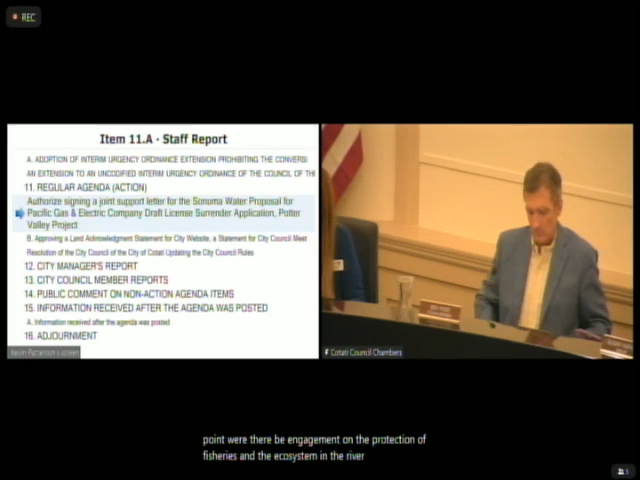 REC
Item 11.A - Staff Report
A. ADOPTION OF INTERIM URGENCY ORDINANCE EXTENSION PROHIBITING THE CONVERSI
AN EXTENSION TO AN UNCODIFIED INTERIM URGENCY ORDINANCE OF THE COUNCIL OF THE
11. REGULAR AGENDA (ACTION)
Authorize signing a joint support letter for the Sonoma Water Proposal for
Pacific Gas & Electric Company Draft License Surrender Application, Potter
Valley Project
B. Approving a Land Acknowledgment Statement for City Website, a Statement for City Council Meet
Resolution of the City Council of the City of Cotati Updating the City Council Rules
12. CITY MANAGER'S REPORT
13. CITY COUNCIL MEMBER REPORTS
14. PUBLIC COMMENT ON NON-ACTION AGENDA ITEMS
15. INFORMATION RECEIVED AFTER THE AGENDA WAS POSTED
A. Information received after the agenda was posted
16. ADJOURNMENT
Cotati Council Chambers
point were there be engagement on the protection of
fisheries and the ecosystem in the river